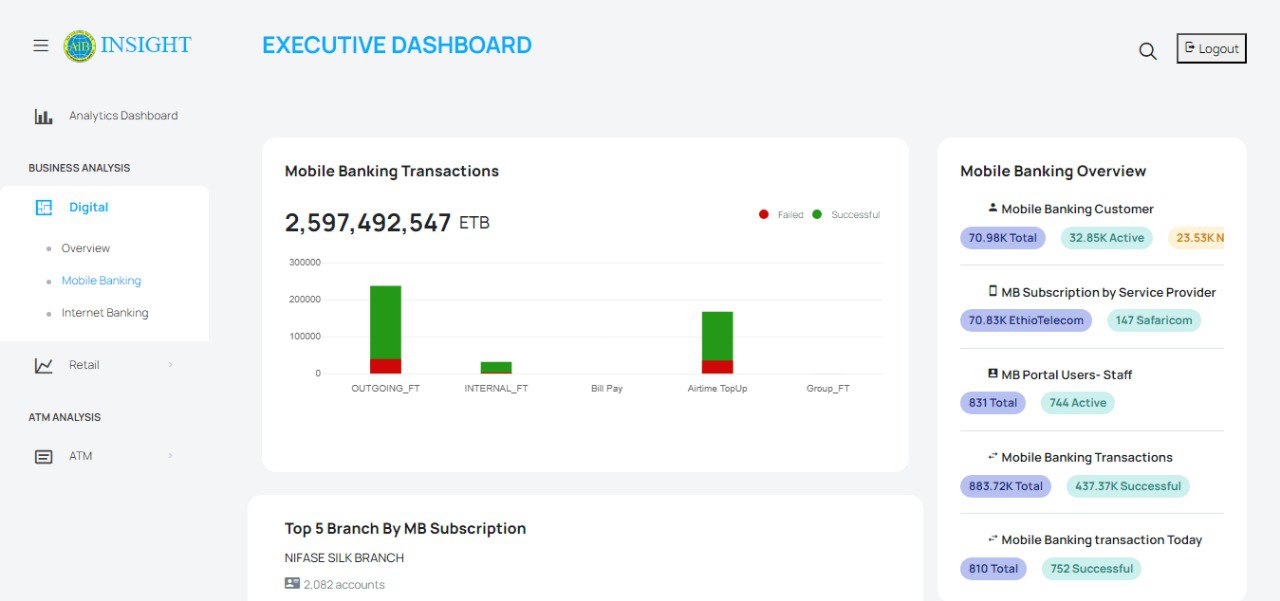 AIB INSIGHT
EXECUTIVE DASHBOARD
Logout
Analytics Dashboard
BUSINESS ANALYSIS
Digital
Overview
Mobile Banking
Internet Banking
Retail
ATM ANALYSIS
ATM
Mobile Banking Transactions
2,597,492,547 ETB
Failed Successful
300000
200000
100000
0
OUTGOING_FT INTERNAL_FT Bill Pay Airtime TopUp Group_FT
Top 5 Branch By MB Subscription
NIFASE SILK BRANCH
2,082 accounts
Mobile Banking Overview
Mobile Banking Customer
70.98K Total 32.85K Active 23.53K N
MB Subscription by Service Provider
70.83K EthioTelecom 147 Safaricom
MB Portal Users- Staff
831 Total 744 Active
Mobile Banking Transactions
883.72K Total 437.37K Successful
Mobile Banking transaction Today
810 Total 752 Successful